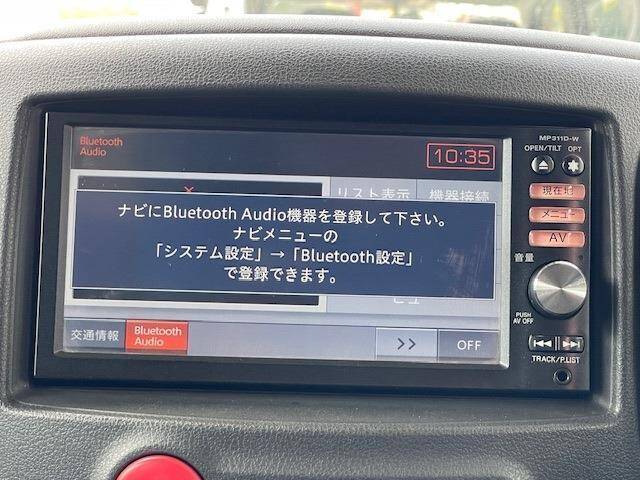 MP311D-W
OPEN/TILT OPT
Bluetooth
Audio
10:35
現在地
リスト表示 機器接続
メニュー
ナビにBluetooth Audio機器を登録して下さい。
ナビメニューの
「システム設定」→「Bluetooth設定」
で登録できます。
AV
音量
PUSH
AV OFF
交通情報
Bluetooth
Audio
>>
OFF
TRACK/P.LIST